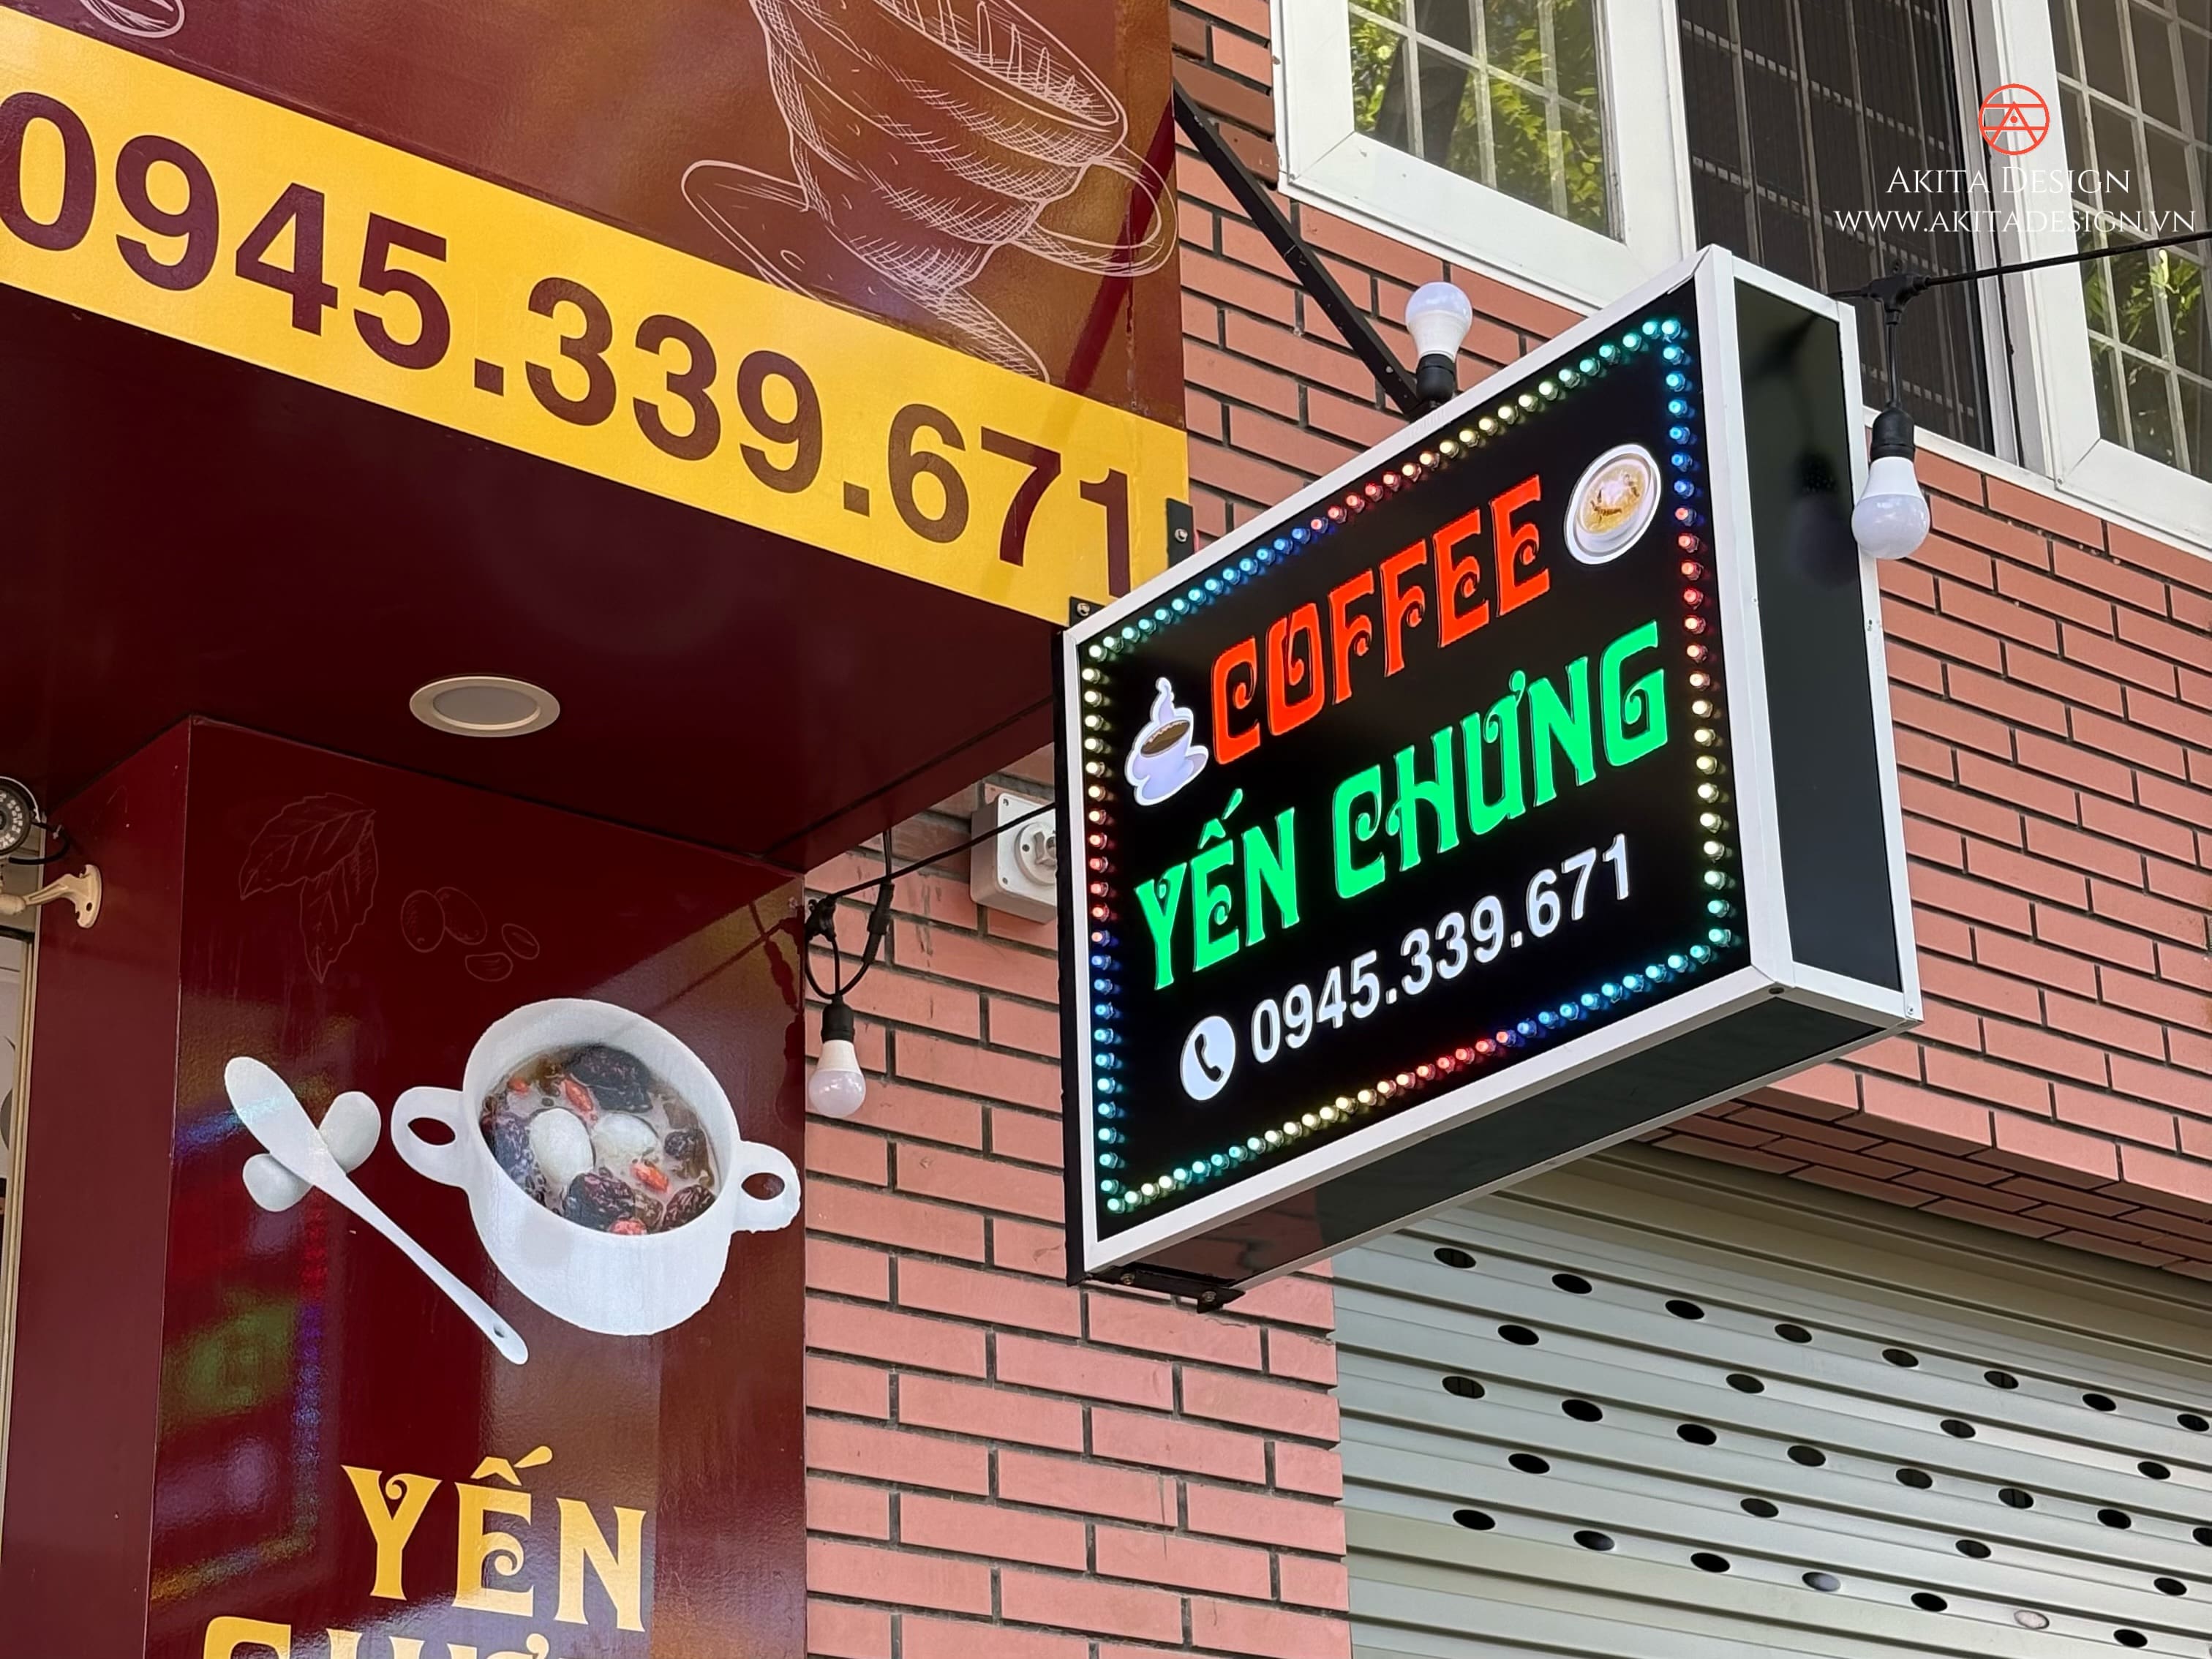 0945.339.671
AKITA DESIGN
WWW.AKITADESIGN.VN
COFFEE
YẾN CHƯNG
0945.339.671
YẾN